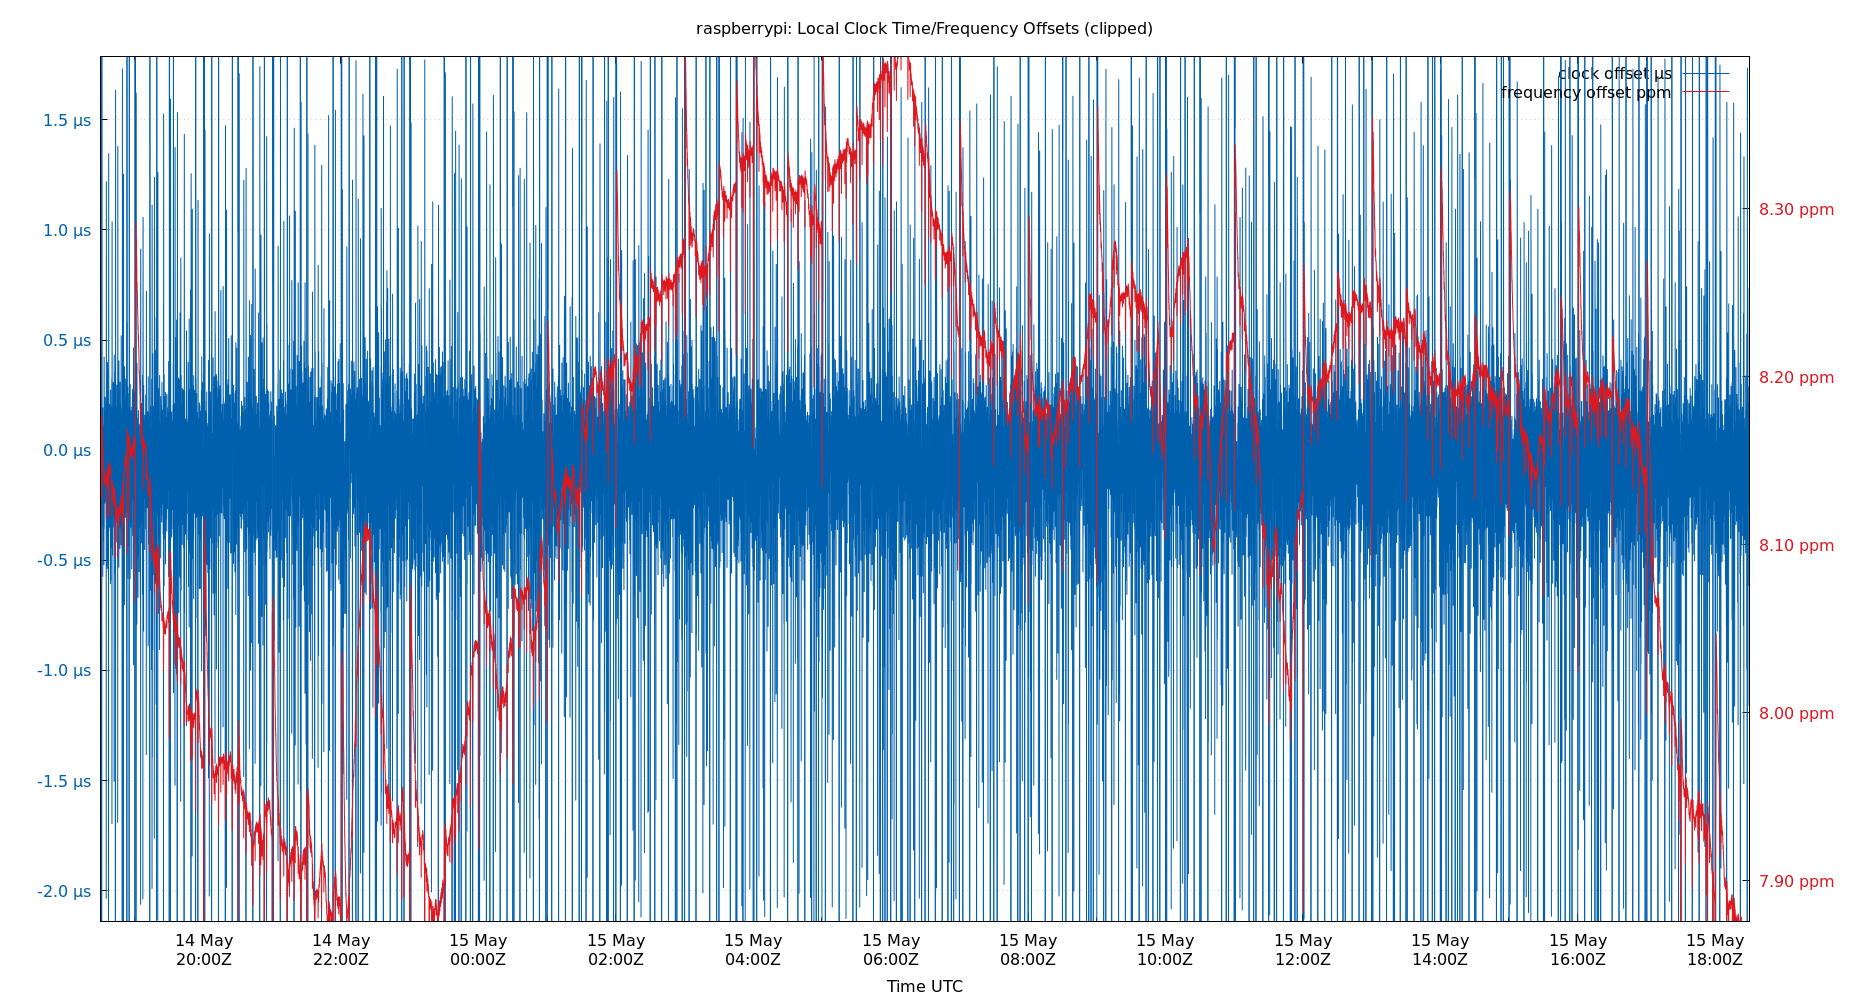 raspberrypi: Local Clock Time/Frequency Offsets (clipped)
clock offset µs
frequency offset ppm
1.5 µs
1.0 µs
0.5 µs
0.0 µs
-0.5 µs
-1.0 µs
-1.5 µs
-2.0 µs
8.30 ppm
8.20 ppm
8.10 ppm
8.00 ppm
7.90 ppm
14 May 14 May 15 May 15 May 15 May 15 May 15 May 15 May 15 May 15 May 15 May 15 May
20:00Z 22:00Z 00:00Z 02:00Z 04:00Z 06:00Z 08:00Z 10:00Z 12:00Z 14:00Z 16:00Z 18:00Z
Time UTC